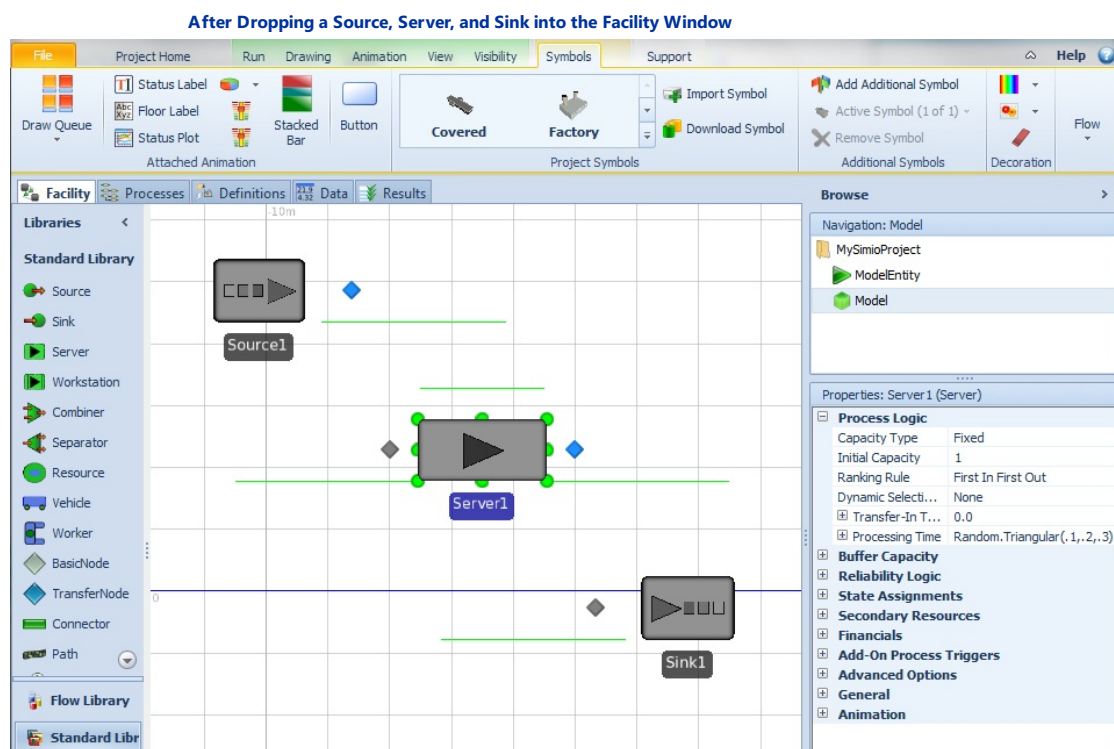 After Dropping a Source, Server, and Sink into the Facility Window
File Project Home Run Drawing Animation View Visibility Symbols Support Help ?
Draw Queue
TI Status Label
Abc Xyz Floor Label
Status Plot
Stacked Bar
Button
Attached Animation
Covered
Factory
Import Symbol
Download Symbol
Project Symbols
Add Additional Symbol
Active Symbol (1 of 1)
Remove Symbol
Additional Symbols
Decoration
Flow
Facility Processes Definitions 21.9 4.32 Data Results
Libraries
Standard Library
Source
Sink
Server
Workstation
Combiner
Separator
Resource
Vehicle
Worker
BasicNode
TransferNode
Connector
Path
Flow Library
Standard Libr
-10m
Source1
Server1
0
Sink1
Browse
Navigation: Model
MySimioProject
ModelEntity
Model
Properties: Server1 (Server)
Process Logic
Capacity Type Fixed
Initial Capacity 1
Ranking Rule First In First Out
Dynamic Selecti... None
Transfer-In T... 0.0
Processing Time Random.Triangular(.1,.2,.3)
Buffer Capacity
Reliability Logic
State Assignments
Secondary Resources
Financials
Add-On Process Triggers
Advanced Options
General
Animation